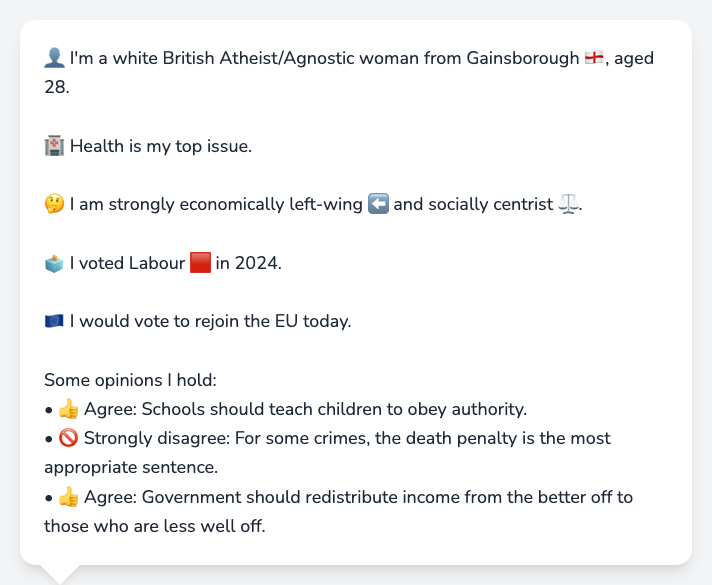 👤 I'm a white British Atheist/Agnostic woman from Gainsborough 🏴󠁧󠁢󠁥󠁮󠁧󠁿, aged
28.
🏥 Health is my top issue.
🤔 I am strongly economically left-wing ⬅️ and socially centrist ⚖️.
🗳️ I voted Labour 🟥 in 2024.
🇪🇺 I would vote to rejoin the EU today.
Some opinions I hold:
• 👍 Agree: Schools should teach children to obey authority.
• 🚫 Strongly disagree: For some crimes, the death penalty is the most
appropriate sentence.
• 👍 Agree: Government should redistribute income from the better off to
those who are less well off.